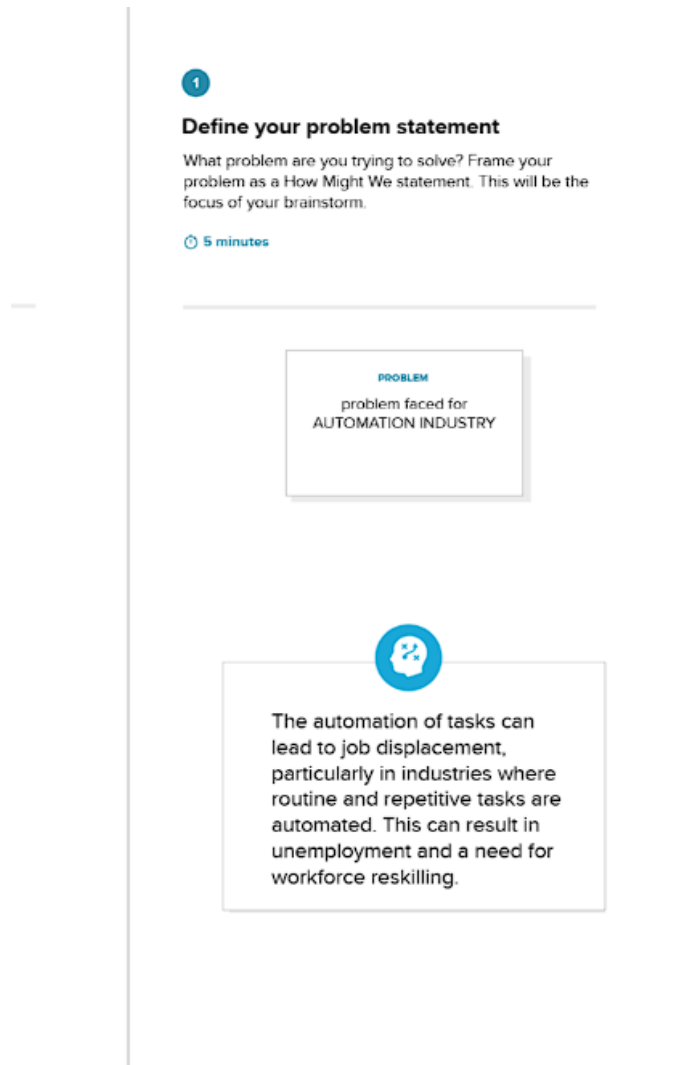 1
Define your problem statement
What problem are you trying to solve? Frame your
problem as a How Might We statement. This will be the
focus of your brainstorm.
5 minutes
PROBLEM
problem faced for
AUTOMATION INDUSTRY
The automation of tasks can
lead to job displacement,
particularly in industries where
routine and repetitive tasks are
automated. This can result in
unemployment and a need for
workforce reskilling.